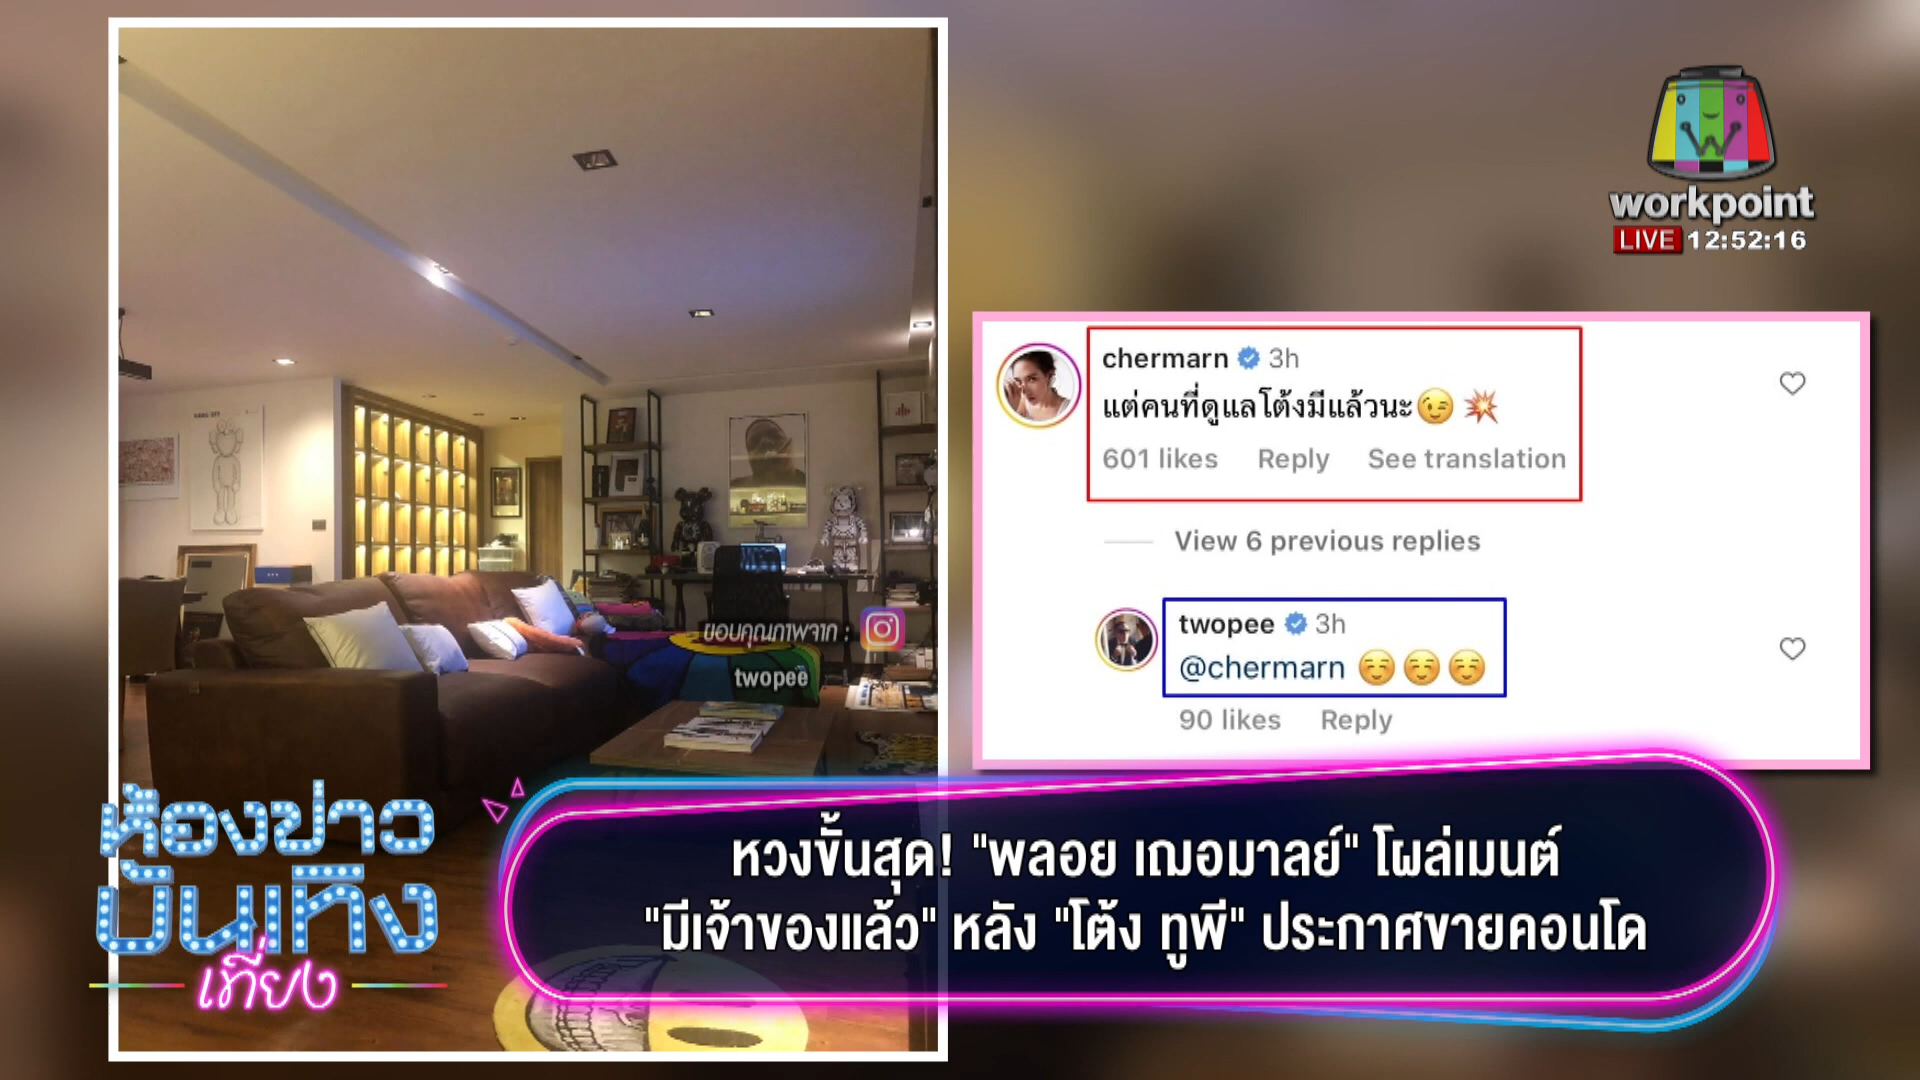 workpoint
LIVE 12:52:16
chermarn 3h
แต่คนที่ดูแลโต้งมีแล้วนะ😉 💥
601 likes Reply See translation
View 6 previous replies
twopee 3h
@chermarn ☺️ ☺️ ☺️
90 likes Reply
ขอบคุณภาพจาก :
twopee
ห้องข่าว
บันเทิง
เที่ยง
หวงขั้นสุด! "พลอย เฌอมาลย์" โผล่เมนต์
"มีเจ้าของแล้ว" หลัง "โต้ง ทูพี" ประกาศขายคอนโด